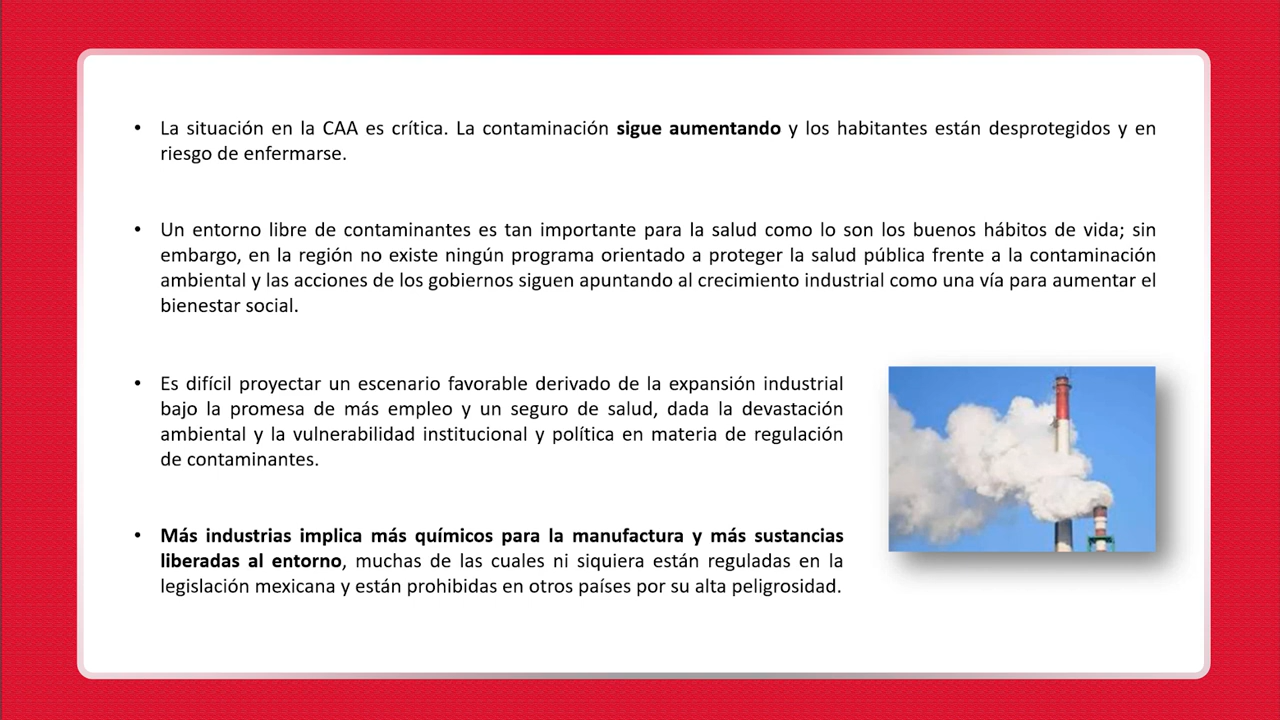 • La situación en la CAA es crítica. La contaminación sigue aumentando y los habitantes están desprotegidos y en
riesgo de enfermarse.
• Un entorno libre de contaminantes es tan importante para la salud como lo son los buenos hábitos de vida; sin
embargo, en la región no existe ningún programa orientado a proteger la salud pública frente a la contaminación
ambiental y las acciones de los gobiernos siguen apuntando al crecimiento industrial como una vía para aumentar el
bienestar social.
• Es difícil proyectar un escenario favorable derivado de la expansión industrial
bajo la promesa de más empleo y un seguro de salud, dada la devastación
ambiental y la vulnerabilidad institucional y política en materia de regulación
de contaminantes.
• Más industrias implica más químicos para la manufactura y más sustancias
liberadas al entorno, muchas de las cuales ni siquiera están reguladas en la
legislación mexicana y están prohibidas en otros países por su alta peligrosidad.